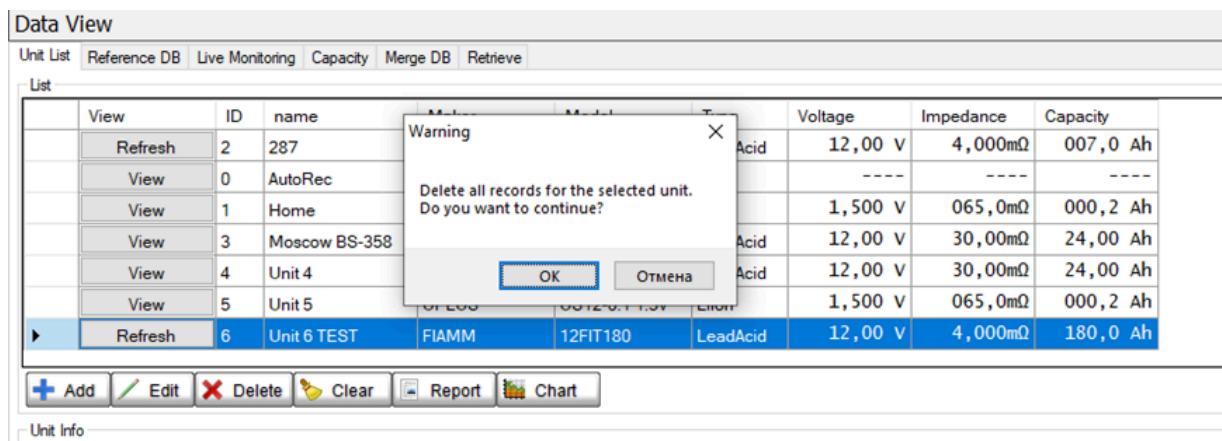 Data View
Unit List Reference DB Live Monitoring Capacity Merge DB Retrieve
List
View ID name Voltage Impedance Capacity
Warning
Refresh 2 287 Acid 12,00 V 4,000mΩ 007,0 Ah
View 0 AutoRec ---- ---- ----
Delete all records for the selected unit.
View 1 Home 1,500 V 065,0mΩ 000,2 Ah
Do you want to continue?
View 3 Moscow BS-358 Acid 12,00 V 30,00mΩ 24,00 Ah
View 4 Unit 4 Acid 12,00 V 30,00mΩ 24,00 Ah
OK Отмена
View 5 Unit 5 1,500 V 065,0mΩ 000,2 Ah
Refresh 6 Unit 6 TEST FIAMM 12FIT180 LeadAcid 12,00 V 4,000mΩ 180,0 Ah
Add Edit Delete Clear Report Chart
Unit Info